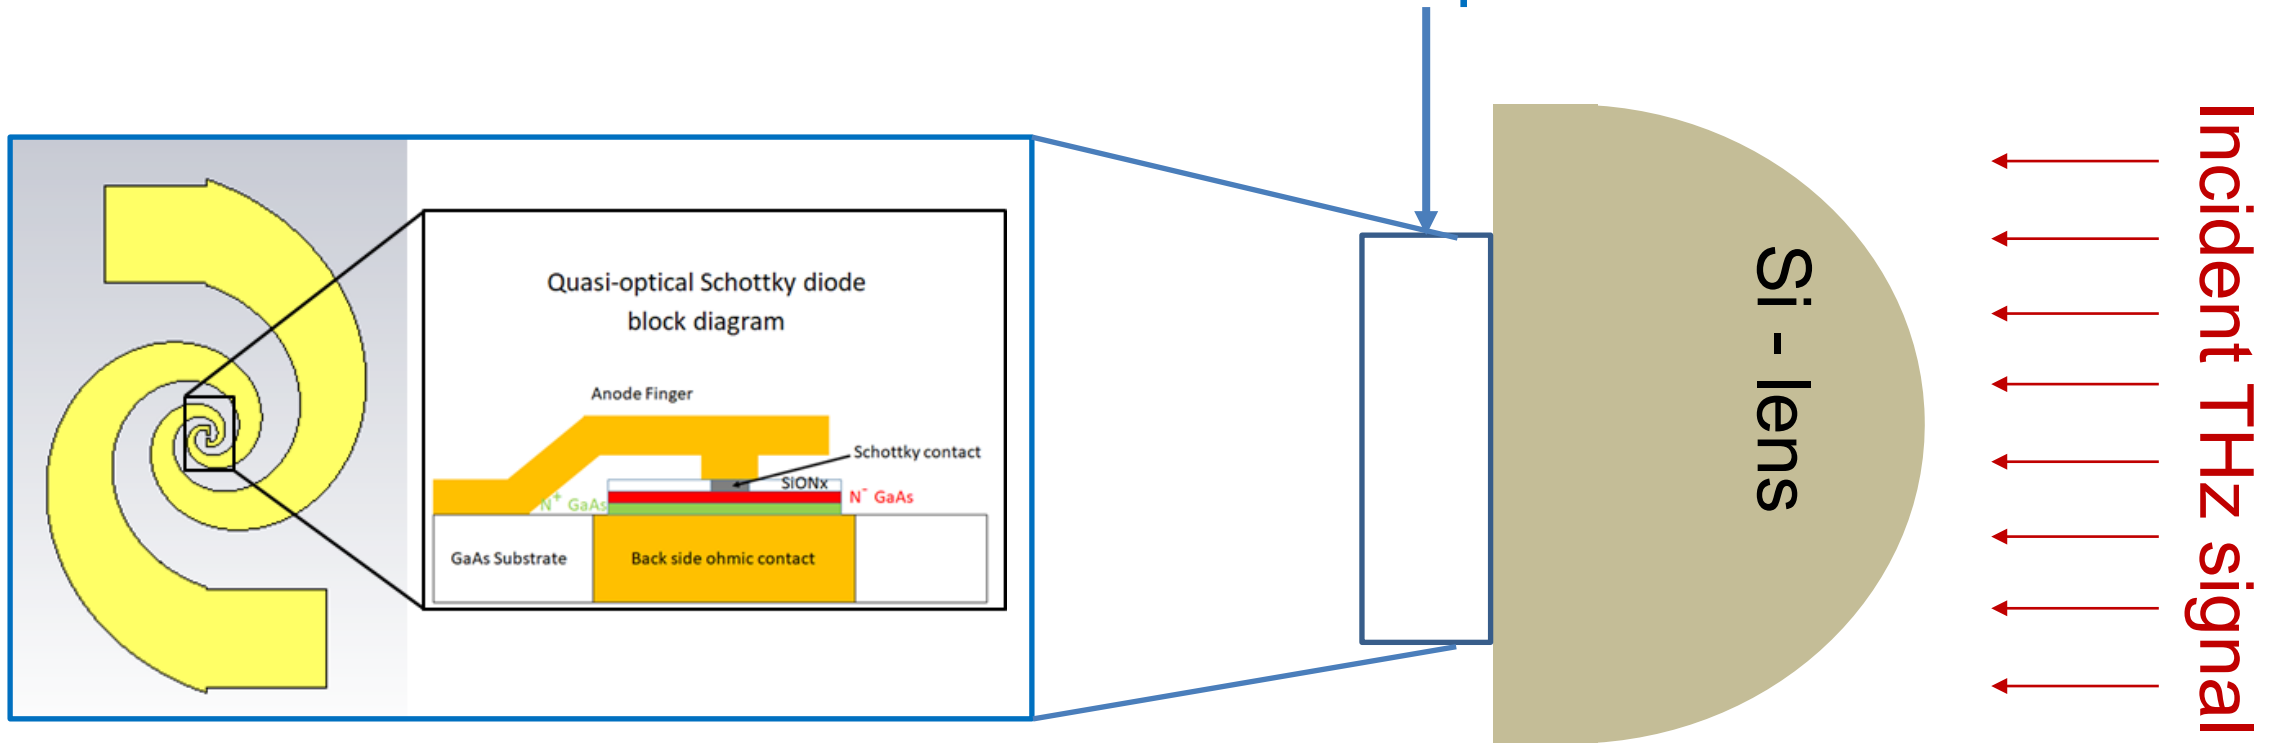 Quasi-optical Schottky diode
block diagram
Anode Finger
Schottky contact
SiONx
N⁺ GaAs
N⁻ GaAs
GaAs Substrate
Back side ohmic contact
Si - lens
Incident THz signal